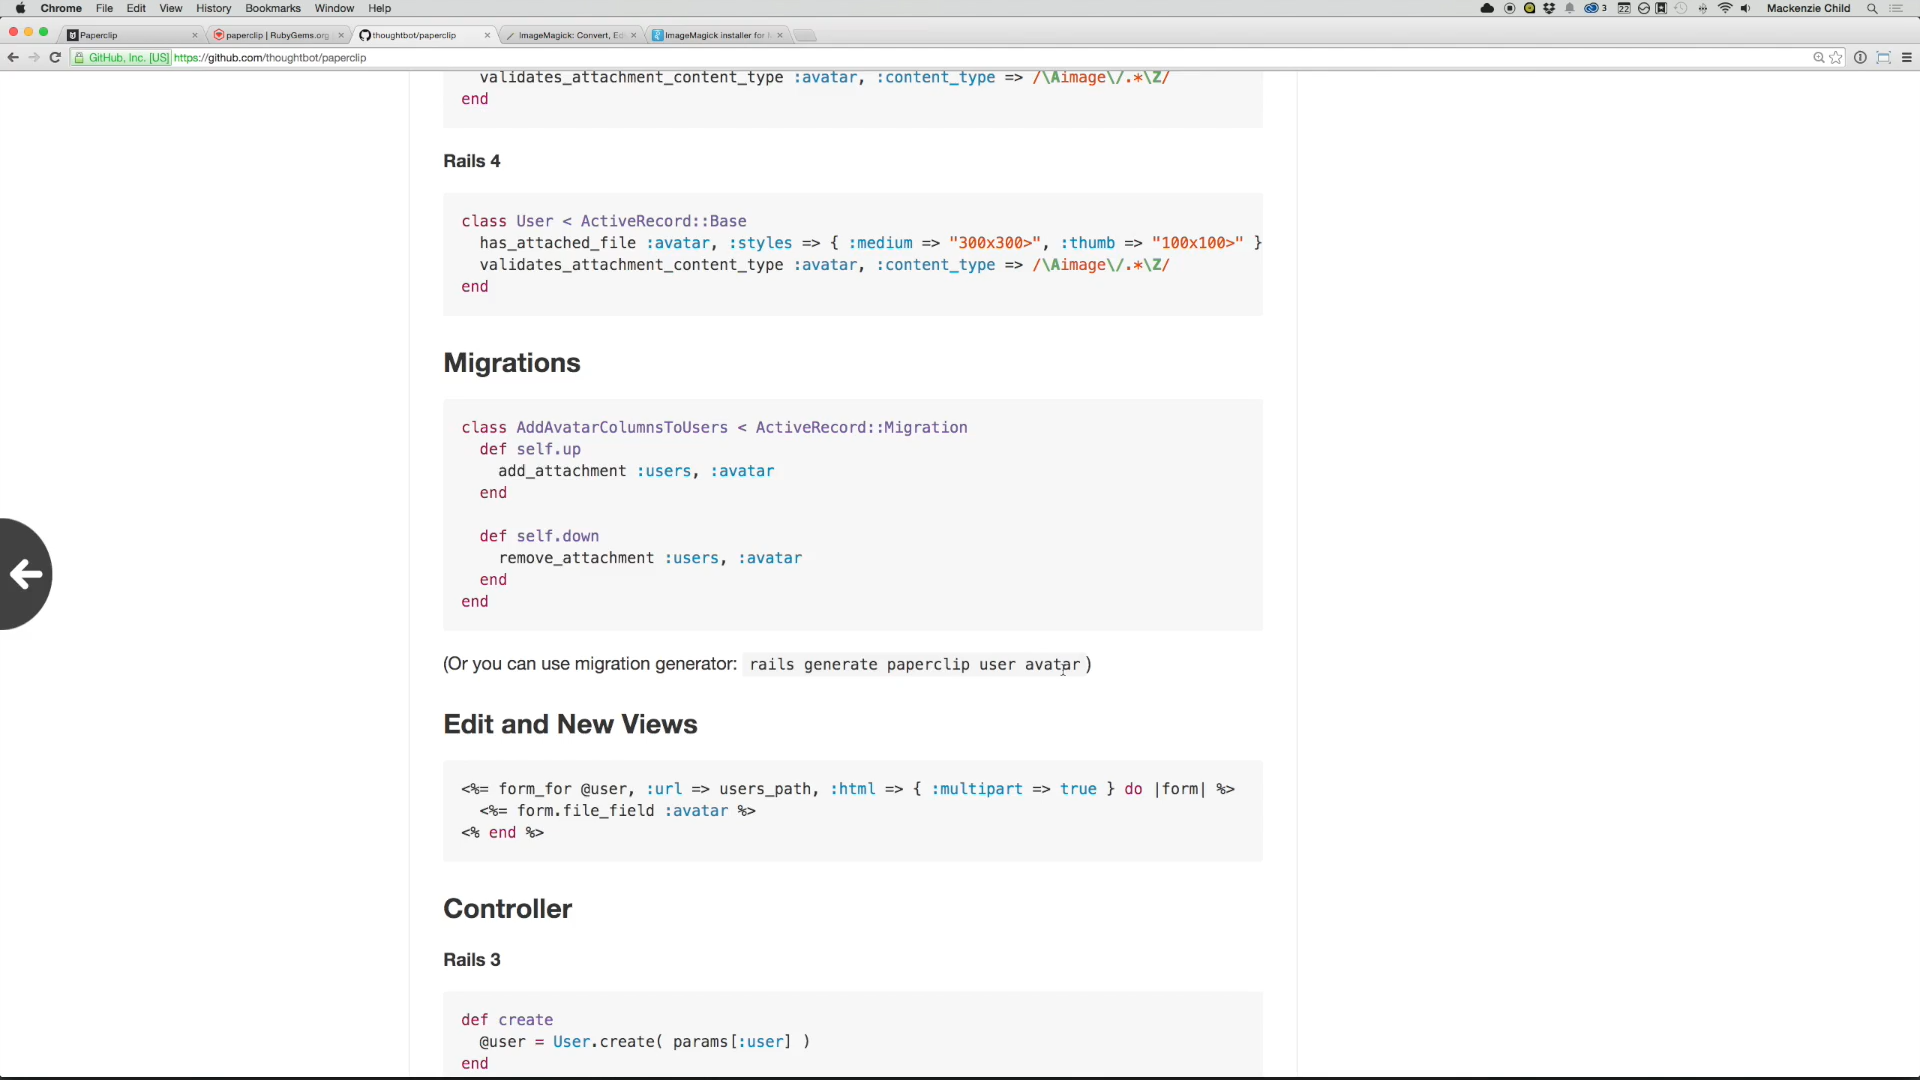 Chrome File Edit View History Bookmarks Window Help 3 22 Mackenzie Child
Paperclip paperclip | RubyGems.org thoughtbot/paperclip ImageMagick: Convert, Ed ImageMagick installer for
GitHub, Inc. [US] https://github.com/thoughtbot/paperclip
validates_attachment_content_type :avatar, :content_type => /\Aimage\/.*\Z/
end
Rails 4
class User < ActiveRecord::Base
has_attached_file :avatar, :styles => { :medium => "300x300>", :thumb => "100x100>" }
validates_attachment_content_type :avatar, :content_type => /\Aimage\/.*\Z/
end
Migrations
class AddAvatarColumnsToUsers < ActiveRecord::Migration
def self.up
add_attachment :users, :avatar
end
def self.down
remove_attachment :users, :avatar
end
end
(Or you can use migration generator: rails generate paperclip user avatar)
Edit and New Views
<%= form_for @user, :url => users_path, :html => { :multipart => true } do |form| %>
<%= form.file_field :avatar %>
<% end %>
Controller
Rails 3
def create
@user = User.create( params[:user] )
end